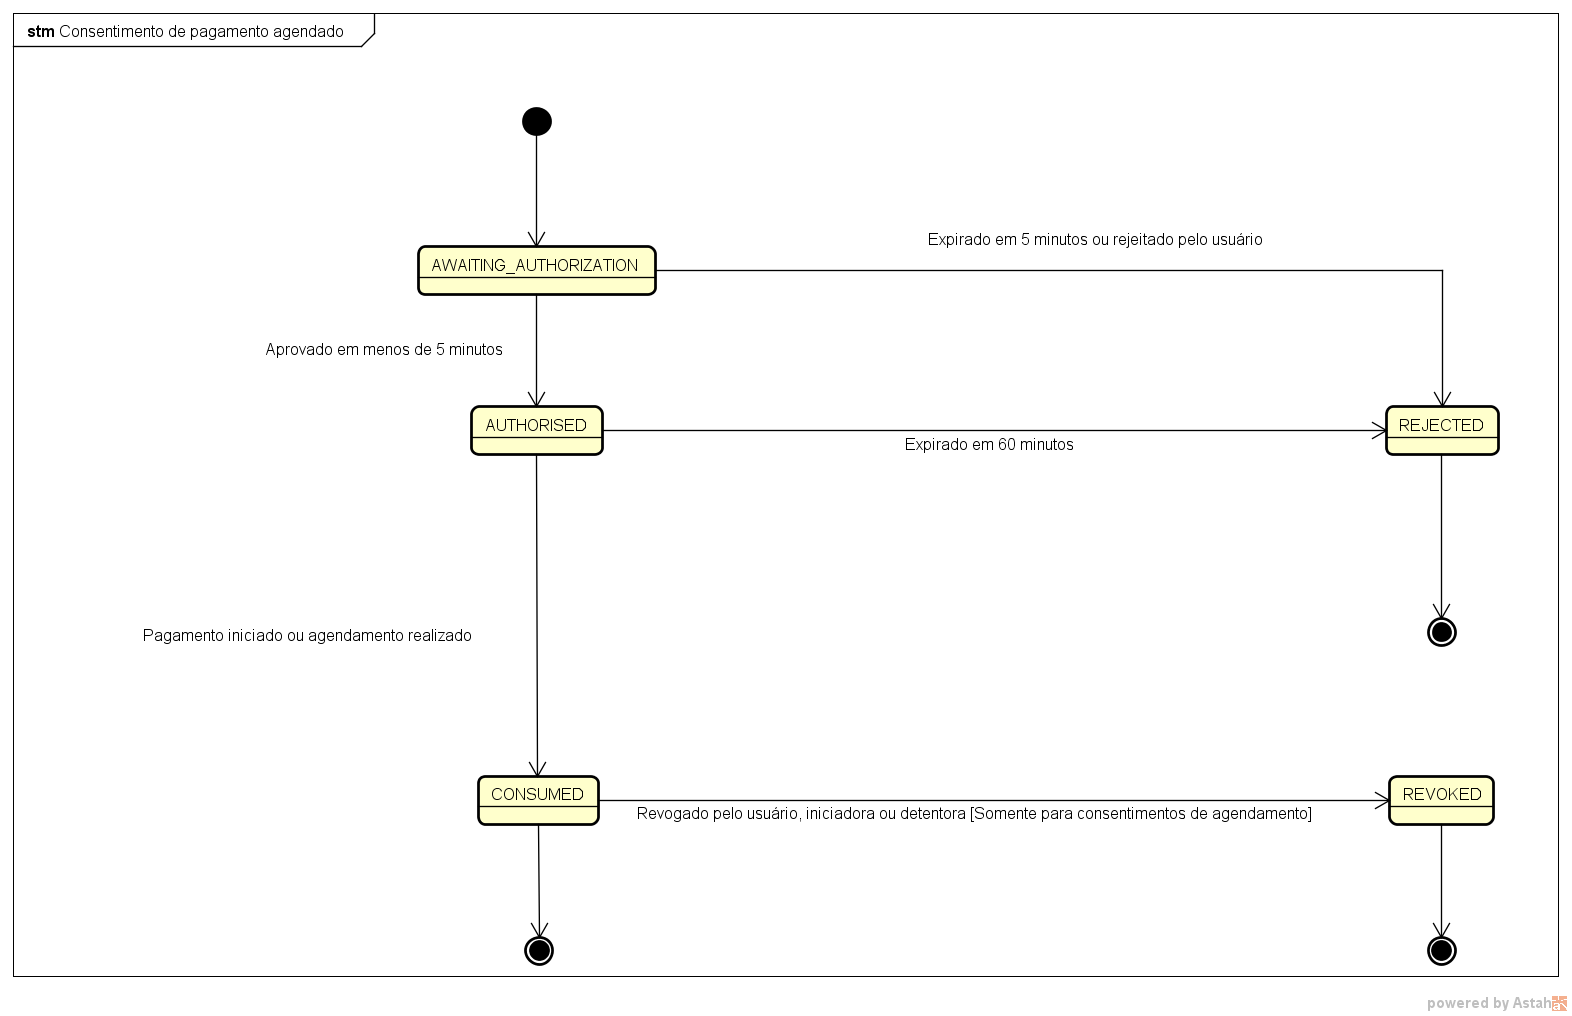 stm Consentimento de pagamento agendado
Expirado em 5 minutos ou rejeitado pelo usuário
AWAITING_AUTHORIZATION
Aprovado em menos de 5 minutos
AUTHORISED
REJECTED
Expirado em 60 minutos
Pagamento iniciado ou agendamento realizado
CONSUMED
REVOKED
Revogado pelo usuário, iniciadora ou detentora [Somente para consentimentos de agendamento]
powered by Astah